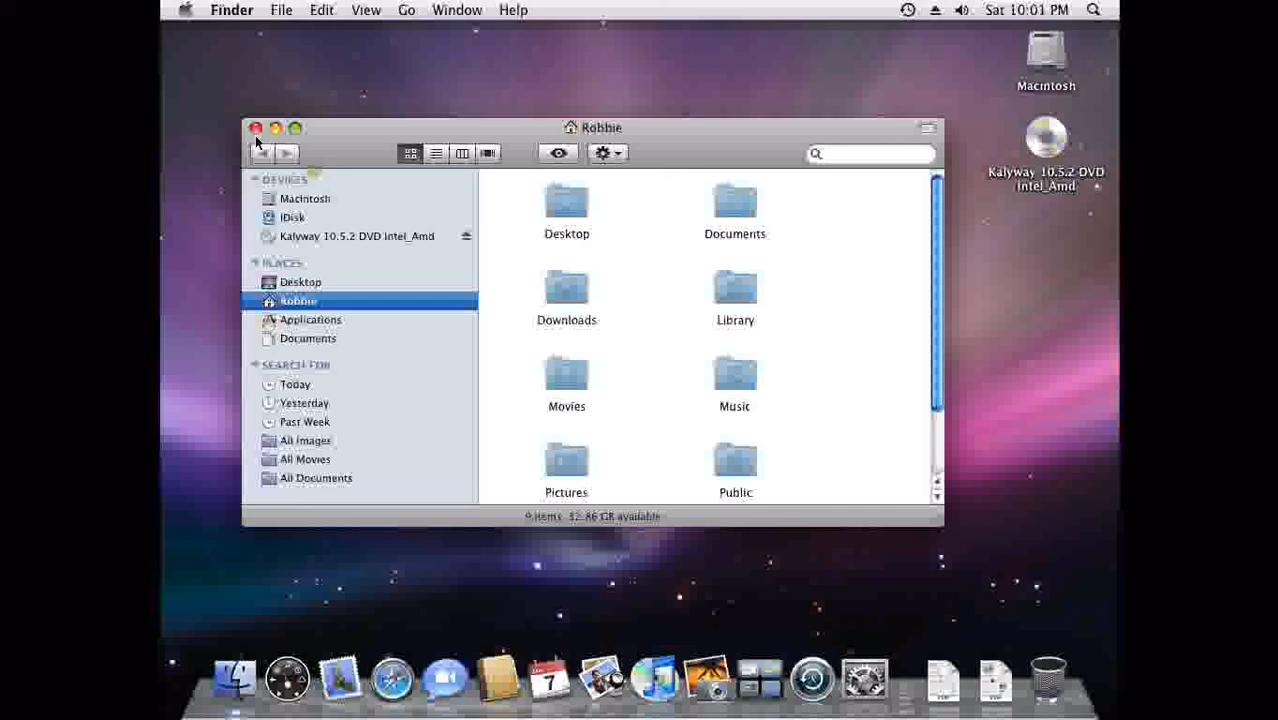 Finder File Edit View Go Window Help Sat 10:01 PM
Macintosh
Kalyway 10.5.2 DVD
Intel_Amd
Robbie
DEVICES
Macintosh
iDisk
Kalyway 10.5.2 DVD Intel_Amd
PLACES
Desktop
Robbie
Applications
Documents
SEARCH FOR
Today
Yesterday
Past Week
All Images
All Movies
All Documents
Desktop Documents
Downloads Library
Movies Music
Pictures Public
9 items, 32.86 GB available
7